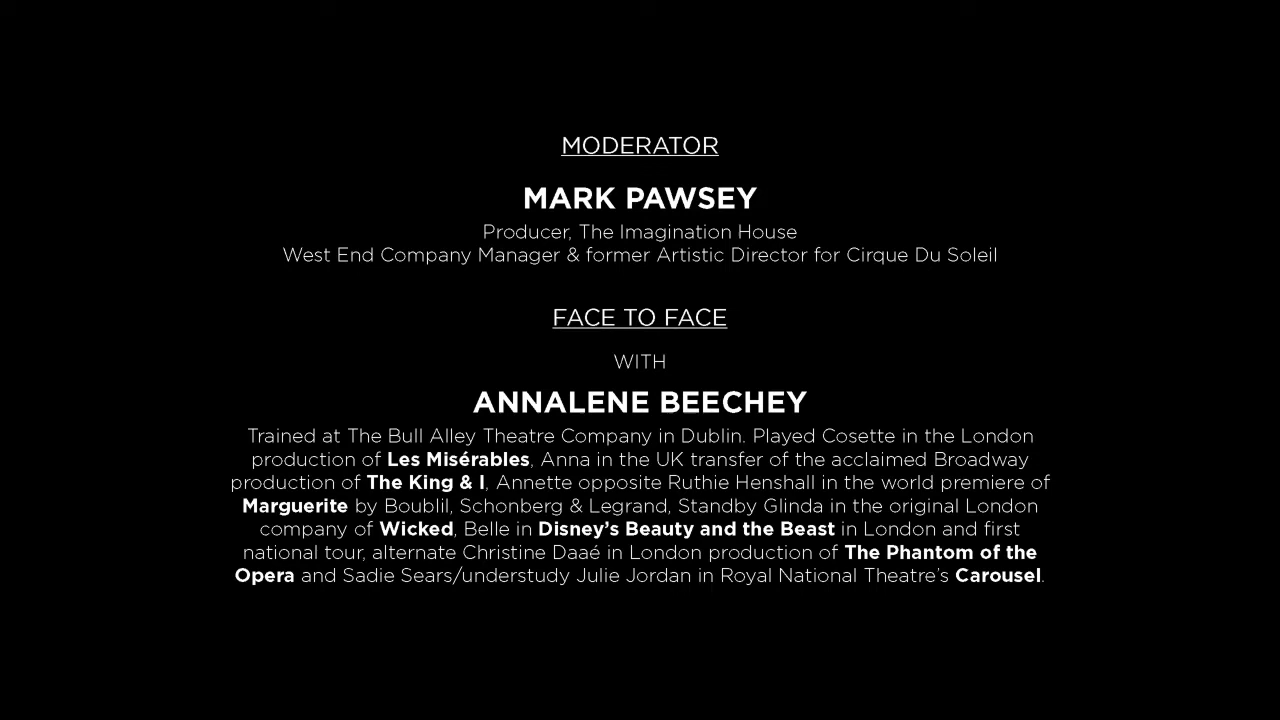 MODERATOR
MARK PAWSEY
Producer, The Imagination House
West End Company Manager & former Artistic Director for Cirque Du Soleil
FACE TO FACE
WITH
ANNALENE BEECHEY
Trained at The Bull Alley Theatre Company in Dublin. Played Cosette in the London
production of Les Misérables, Anna in the UK transfer of the acclaimed Broadway
production of The King & I, Annette opposite Ruthie Henshall in the world premiere of
Marguerite by Boublil, Schonberg & Legrand, Standby Glinda in the original London
company of Wicked, Belle in Disney’s Beauty and the Beast in London and first
national tour, alternate Christine Daaé in London production of The Phantom of the
Opera and Sadie Sears/understudy Julie Jordan in Royal National Theatre’s Carousel.